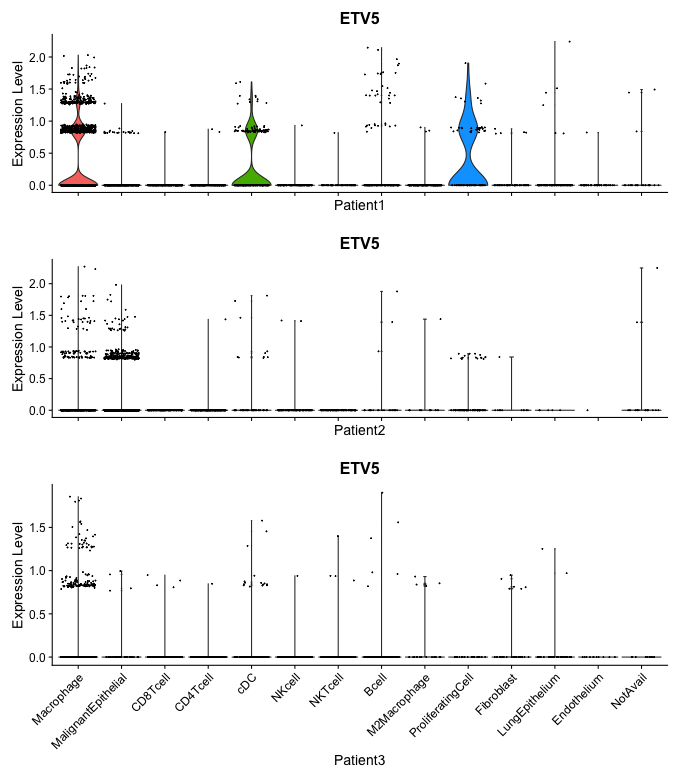 ETV5
Expression Level
2.0
1.5
1.0
0.5
0.0
Patient1
ETV5
Expression Level
2.0
1.5
1.0
0.5
0.0
Patient2
ETV5
Expression Level
1.5
1.0
0.5
0.0
Macrophage
MalignantEpithelial
CD8Tcell
CD4Tcell
cDC
NKcell
NKTcell
Bcell
M2Macrophage
ProliferatingCell
Fibroblast
LungEpithelium
Endothelium
NotAvail
Patient3